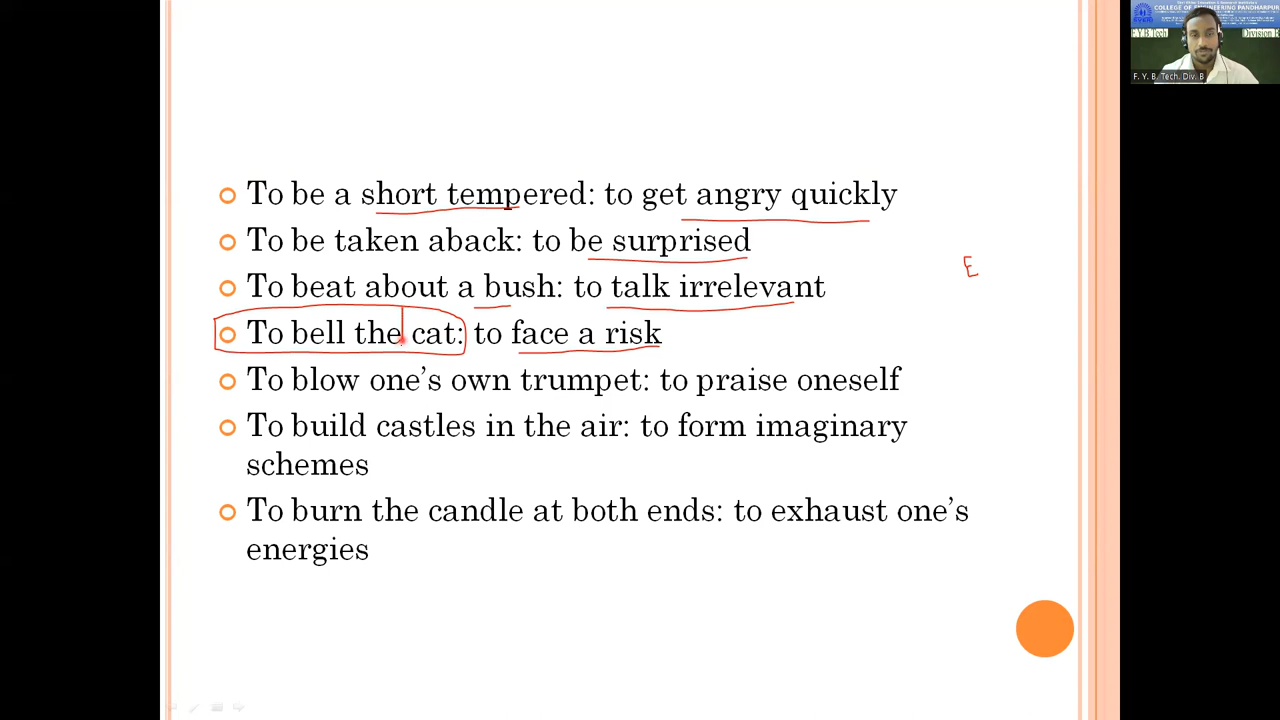 COLLEGE OF ENGINEERING PANDHARPUR
F.Y.B.Tech Division B
F. Y. B. Tech. Div. B
To be a short tempered: to get angry quickly
To be taken aback: to be surprised
To beat about a bush: to talk irrelevant
E
To bell the cat: to face a risk
To blow one’s own trumpet: to praise oneself
To build castles in the air: to form imaginary
schemes
To burn the candle at both ends: to exhaust one’s
energies